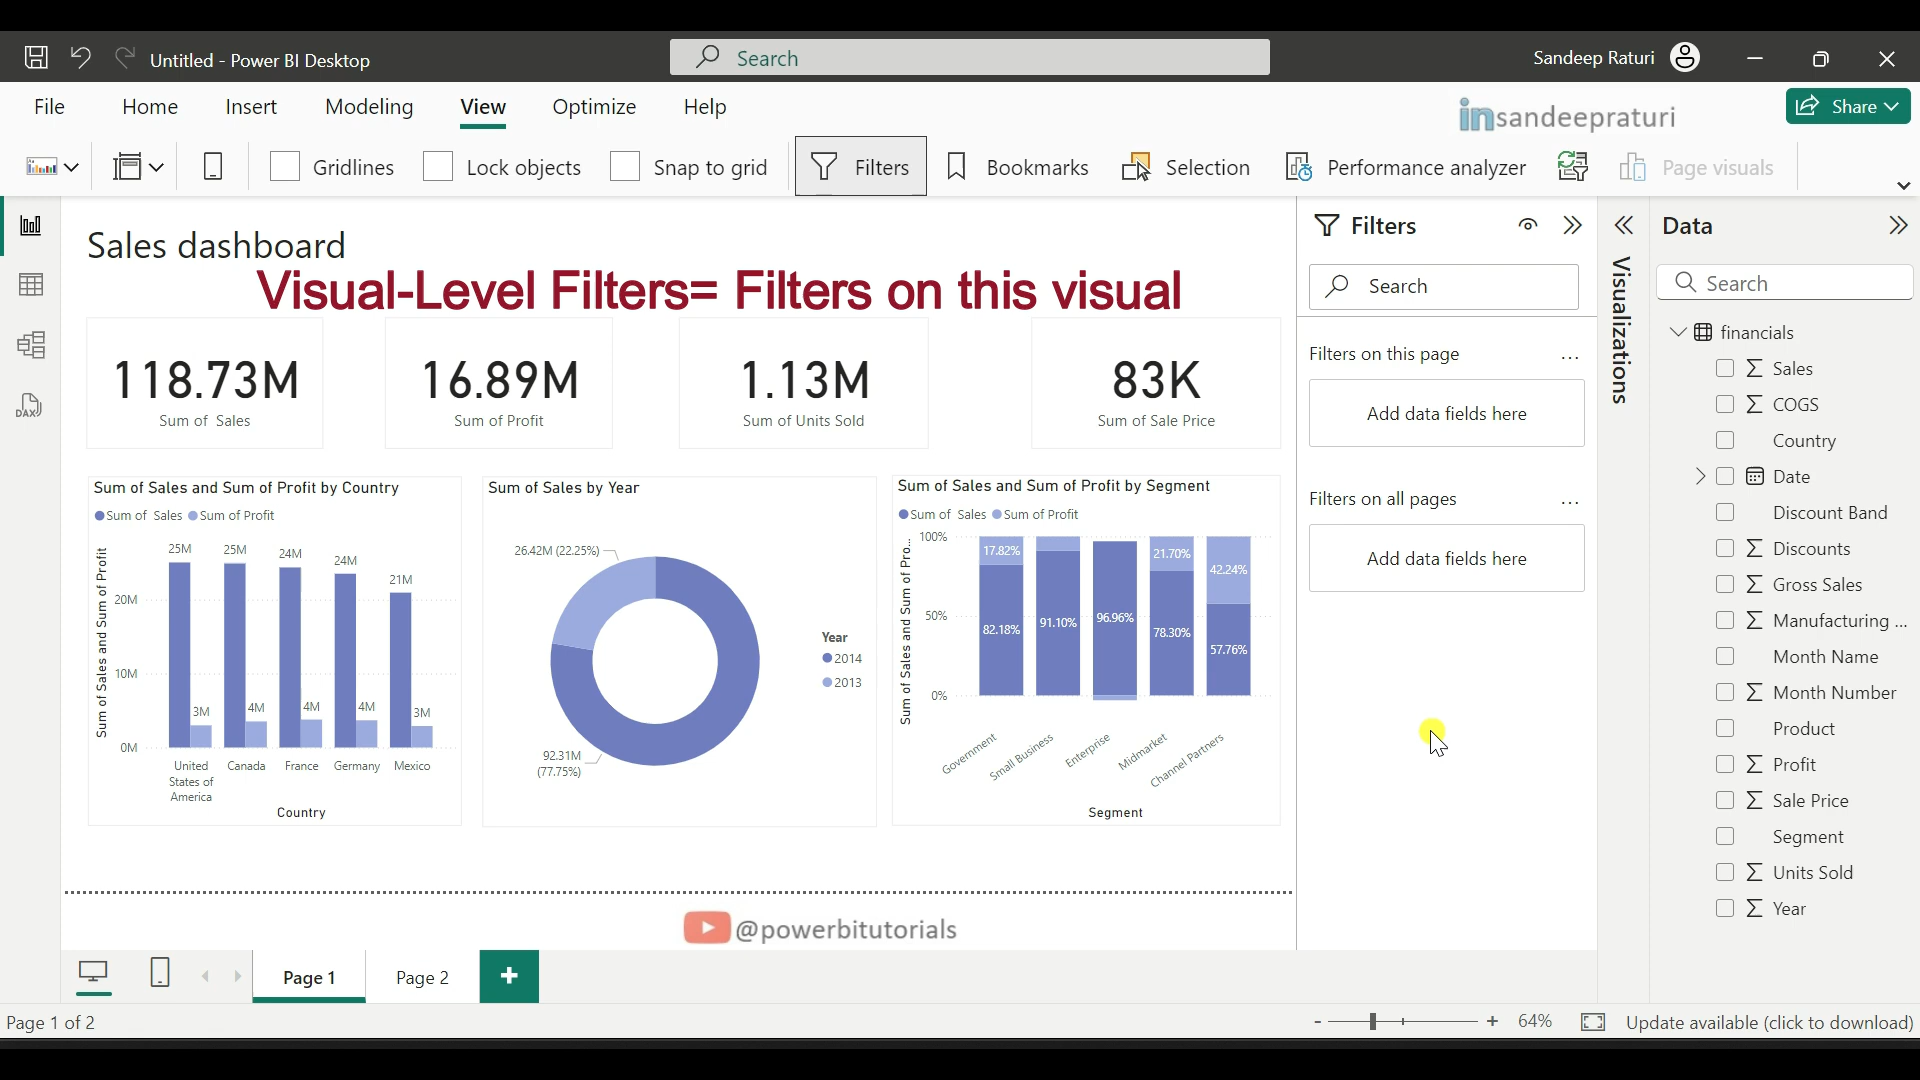 Untitled - Power BI Desktop
Search
Sandeep Raturi
File Home Insert Modeling View Optimize Help
insandeepraturi
Share
Gridlines Lock objects Snap to grid Filters Bookmarks Selection Performance analyzer Page visuals
DAX
Sales dashboard
Visual-Level Filters= Filters on this visual
118.73M
Sum of Sales
16.89M
Sum of Profit
1.13M
Sum of Units Sold
83K
Sum of Sale Price
Sum of Sales and Sum of Profit by Country
Sum of Sales Sum of Profit
Sum of Sales and Sum of Profit
20M
10M
0M
25M
25M
24M
24M
21M
3M
4M
4M
4M
3M
United States of America
Canada
France
Germany
Mexico
Country
Sum of Sales by Year
26.42M (22.25%)
92.31M
(77.75%)
Year
2014
2013
Sum of Sales and Sum of Profit by Segment
Sum of Sales Sum of Profit
Sum of Sales and Sum of Pro...
100%
50%
0%
17.82%
21.70%
42.24%
82.18%
91.10%
96.96%
78.30%
57.76%
Government
Small Business
Enterprise
Midmarket
Channel Partners
Segment
@powerbitutorials
Filters
Search
Filters on this page ...
Add data fields here
Filters on all pages ...
Add data fields here
Visualizations
Data
Search
financials
Sales
COGS
Country
Date
Discount Band
Discounts
Gross Sales
Manufacturing ...
Month Name
Month Number
Product
Profit
Sale Price
Segment
Units Sold
Year
Page 1
Page 2
+
Page 1 of 2
- + 64%
Update available (click to download)